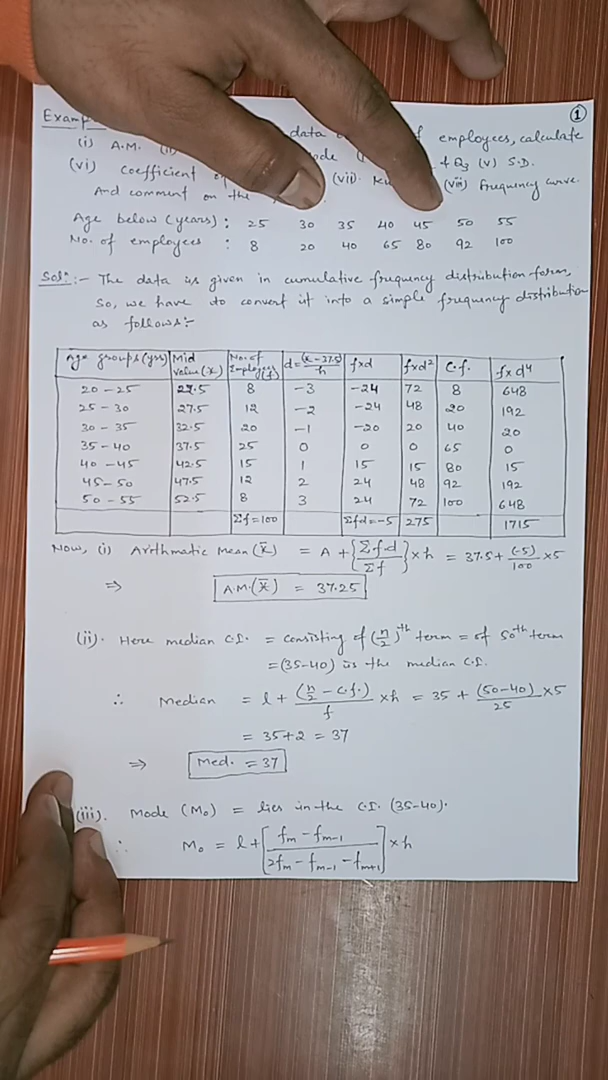 ①
Examp
data employees, calculate
(i) A.M. (ii) ode & Q₃ (v) S.D.
(vi) coefficient (vii) Ku (viii) Frequency curve.
And comment on the
Age below (years) : 25 30 35 40 45 50 55
No. of employees : 8 20 40 65 80 92 100
Solⁿ:- The data is given in cumulative frequency distribution form,
So, we have to convert it into a simple frequency distribution
as follows:-
Age groups (yrs) Mid value (x) No. of Employees (f) d = (x - 37.5)/h f×d f×d² C.f. f×d⁴
20 - 25 22.5 8 -3 -24 72 8 648
25 - 30 27.5 12 -2 -24 48 20 192
30 - 35 32.5 20 -1 -20 20 40 20
35 - 40 37.5 25 0 0 0 65 0
40 - 45 42.5 15 1 15 15 80 15
45 - 50 47.5 12 2 24 48 92 192
50 - 55 52.5 8 3 24 72 100 648
Σf = 100 Σfd = -5 275 1715
Now, (i) Arithmatic Mean (x̄) = A + {Σfd/Σf} × h = 37.5 + (-5)/100 × 5
⇒ A.M. (x̄) = 37.25
(ii). Here median C.I. = consisting of (n/2)th term = of 50th term
= (35-40) is the median C.I.
∴ Median = l + (n/2 - c.f.)/f × h = 35 + (50-40)/25 × 5
= 35 + 2 = 37
⇒ Med. = 37
(iii). Mode (Mo) = lies in the C.I. (35-40).
∴ Mo = l + [(fm - fm-1)/(2fm - fm-1 - fm+1)] × h